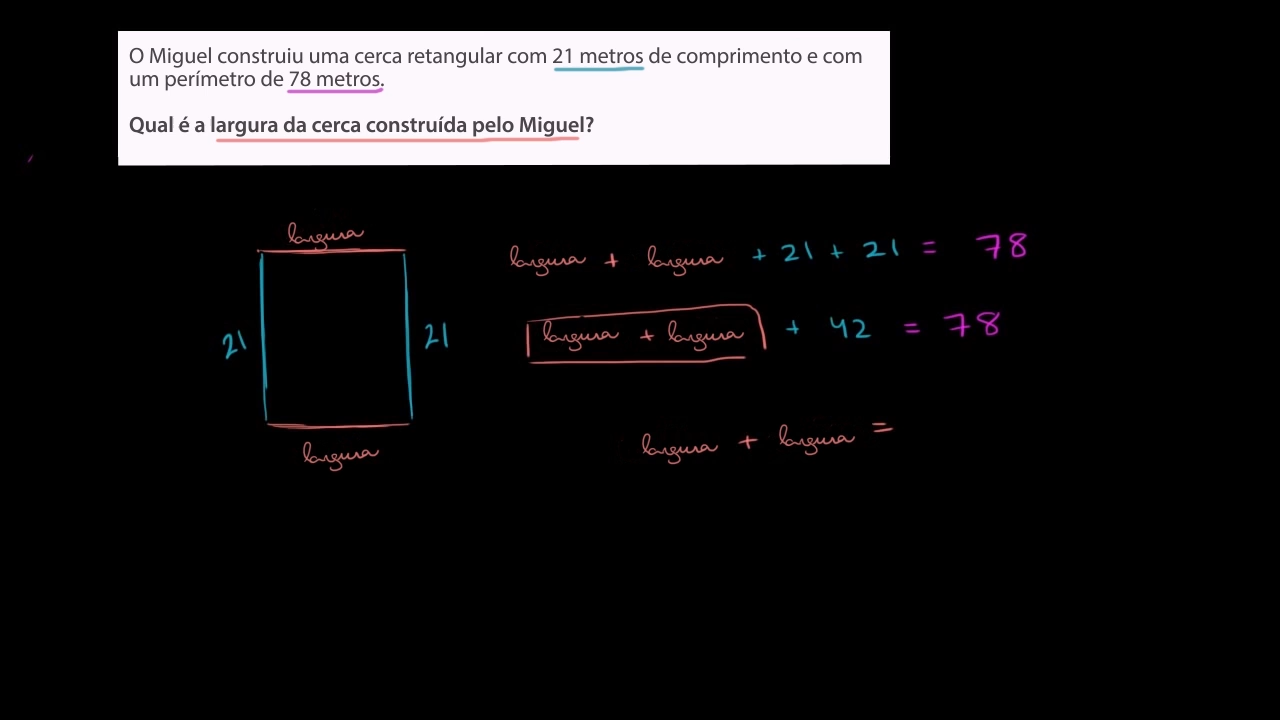 O Miguel construiu uma cerca retangular com 21 metros de comprimento e com
um perímetro de 78 metros.
Qual é a largura da cerca construída pelo Miguel?
largura
21
21
largura
largura + largura + 21 + 21 = 78
largura + largura + 42 = 78
largura + largura =